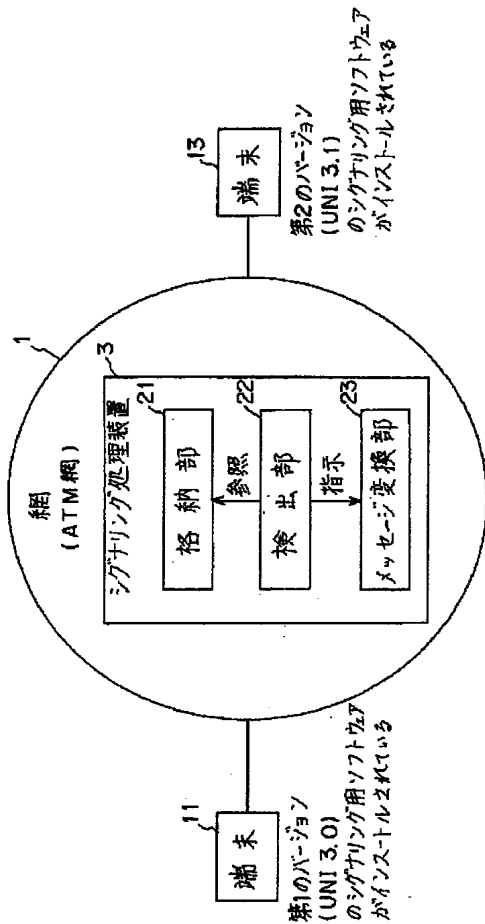 1
網
(ATM網)
3
シグナリング処理装置
21
格納部
参照
22
検出部
指示
23
メッセージ変換部
11
端末
第1のバージョン
(UNI 3.0)
のシグナリング用ソフトウェア
がインストルされている
13
端末
第2のバージョン
(UNI 3.1)
のシグナリング用ソフトウェア
がインストールされている